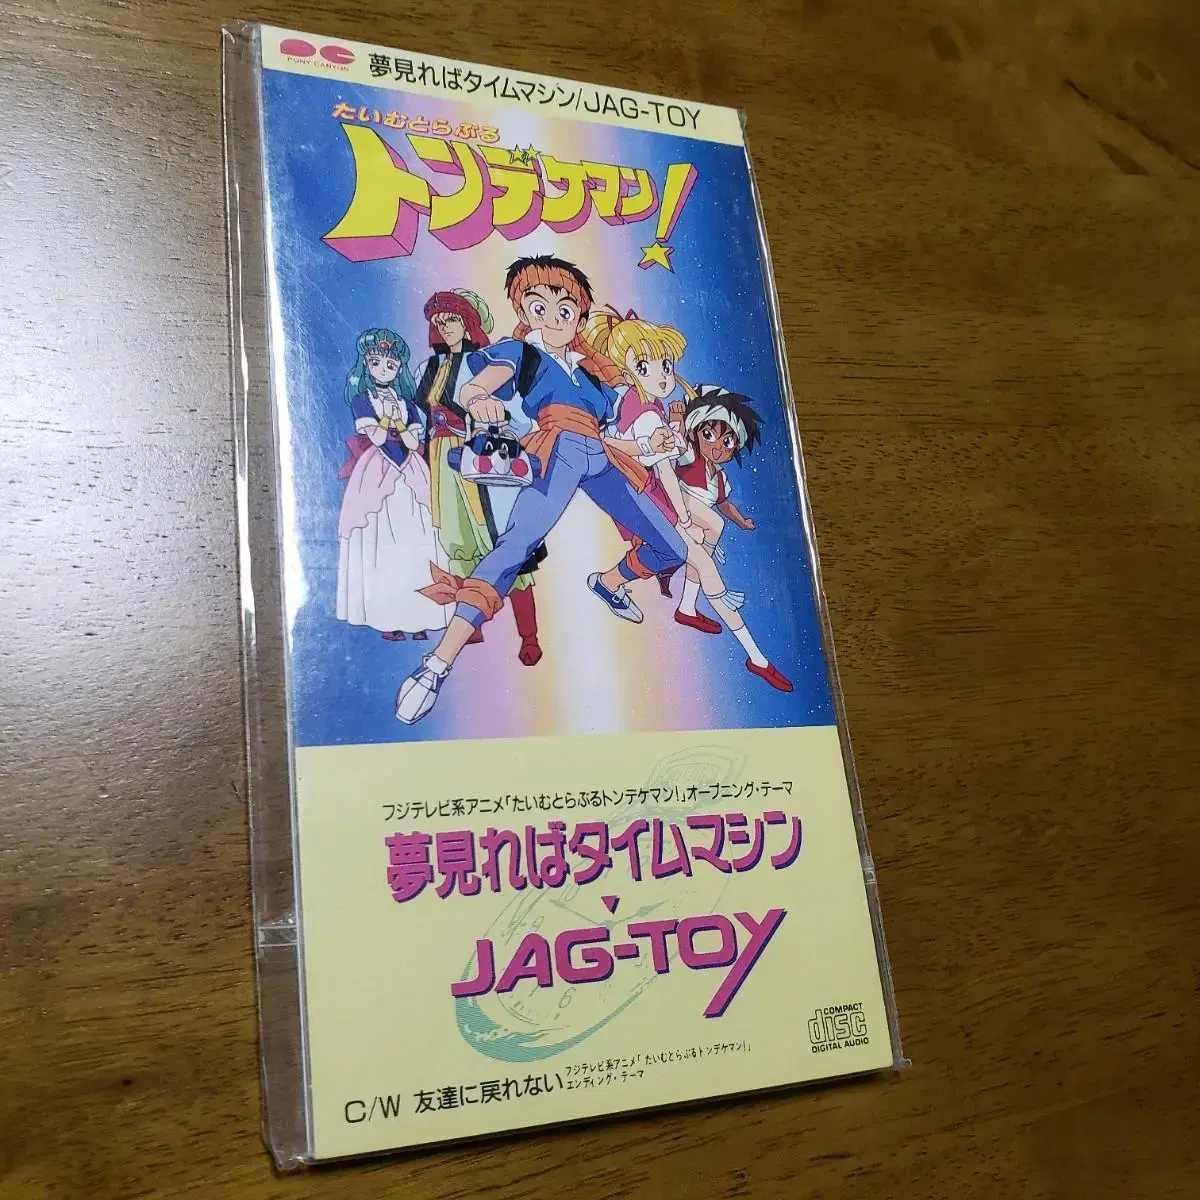 PONY CANYON
夢見ればタイムマシン/JAG-TOY
たいむとらぶる
トンデケマン!
フジテレビ系アニメ「たいむとらぶるトンデケマン!」オープニング・テーマ
夢見ればタイムマシン
JAG-TOY
COMPACT
disc
DIGITAL AUDIO
C/W 友達に戻れない フジテレビ系アニメ「たいむとらぶるトンデケマン!」
エンディング・テーマ